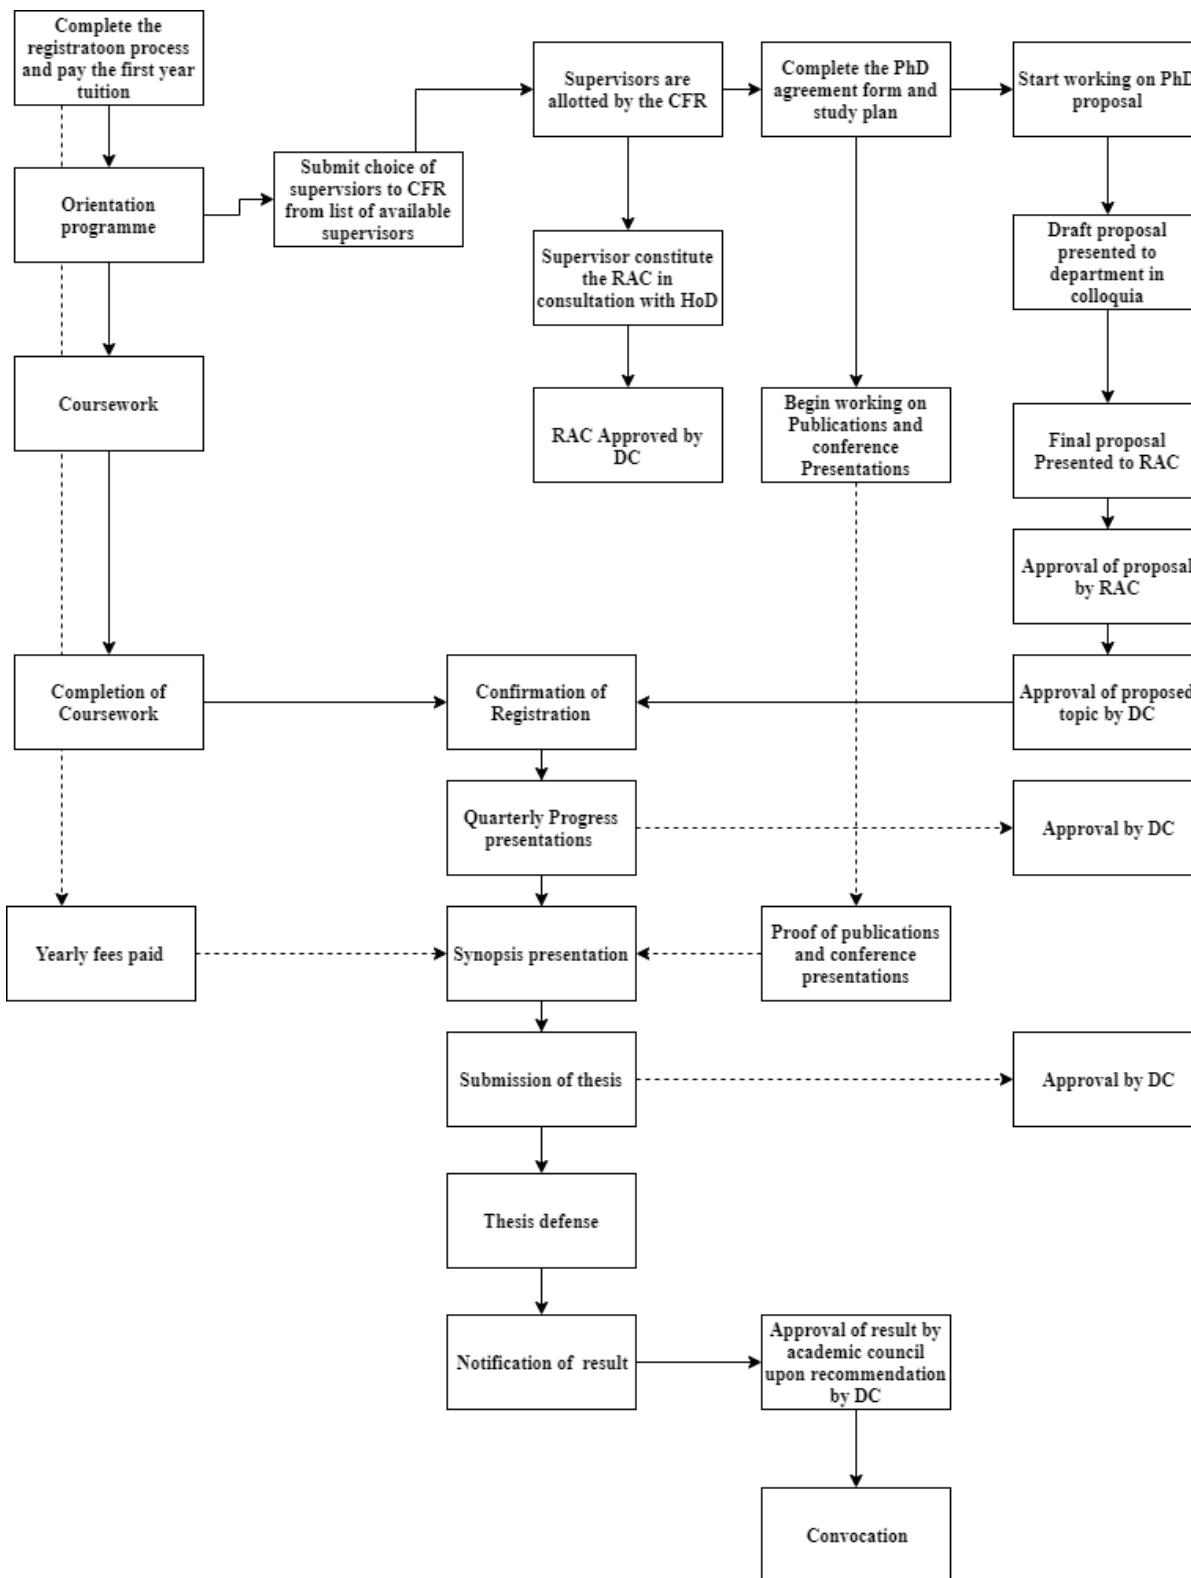 Complete the
registratoon process
and pay the first year
tuition
Supervisors are
allotted by the CFR
Complete the PhD
agreement form and
study plan
Start working on PhD
proposal
Submit choice of
supervsiors to CFR
from list of available
supervisors
Orientation
programme
Supervisor constitute
the RAC in
consultation with HoD
Draft proposal
presented to
department in
colloquia
Coursework
RAC Approved by
DC
Begin working on
Publications and
conference
Presentations
Final proposal
Presented to RAC
Approval of proposal
by RAC
Completion of
Coursework
Confirmation of
Registration
Approval of proposed
topic by DC
Quarterly Progress
presentations
Approval by DC
Yearly fees paid
Synopsis presentation
Proof of publications
and conference
presentations
Submission of thesis
Approval by DC
Thesis defense
Notification of result
Approval of result by
academic council
upon recommendation
by DC
Convocation